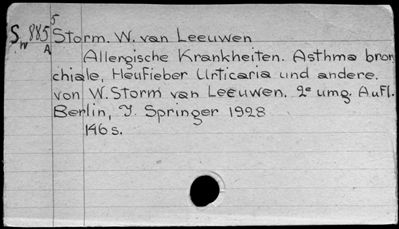 S. 885 5 Storm. W. van Leeuwen
W A
Allergische Krankheiten. Asthma bron
chiale, Heufieber Urticaria und andere.
von W. Storm van Leeuwen. 2e umg. Aufl.
Berlin, J. Springer 1928
146 s.